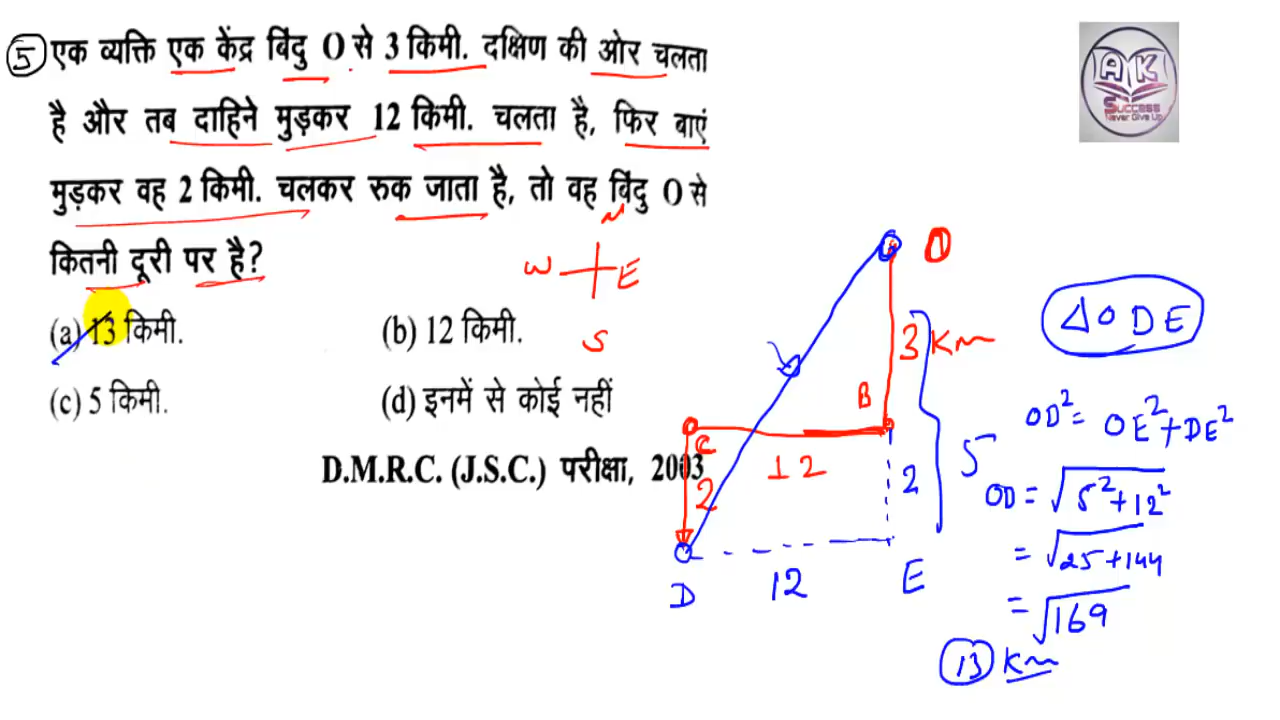 5 एक व्यक्ति एक केंद्र बिंदु O से 3 किमी. दक्षिण की ओर चलता
है और तब दाहिने मुड़कर 12 किमी. चलता है, फिर बाएं
मुड़कर वह 2 किमी. चलकर रुक जाता है, तो वह बिंदु O से
कितनी दूरी पर है?
(a) 13 किमी.
(b) 12 किमी.
(c) 5 किमी.
(d) इनमें से कोई नहीं
D.M.R.C. (J.S.C.) परीक्षा, 2003
AK
Success
Never Give Up
N
W E
S
O
3 km
B
C
12
2
2
5
D
12
E
Δ O D E
OD² = OE² + DE²
OD = √5² + 12²
= √25 + 144
= √169
13 km